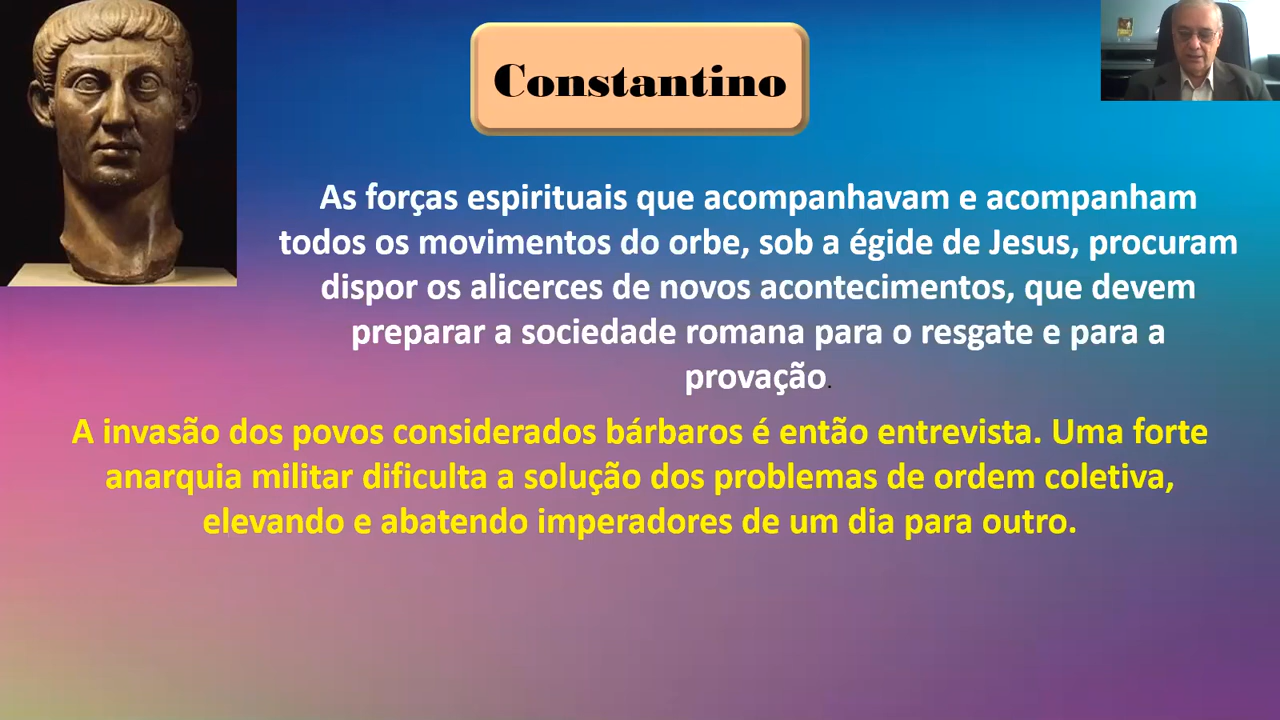 Constantino
As forças espirituais que acompanhavam e acompanham
todos os movimentos do orbe, sob a égide de Jesus, procuram
dispor os alicerces de novos acontecimentos, que devem
preparar a sociedade romana para o resgate e para a
provação.
A invasão dos povos considerados bárbaros é então entrevista. Uma forte
anarquia militar dificulta a solução dos problemas de ordem coletiva,
elevando e abatendo imperadores de um dia para outro.